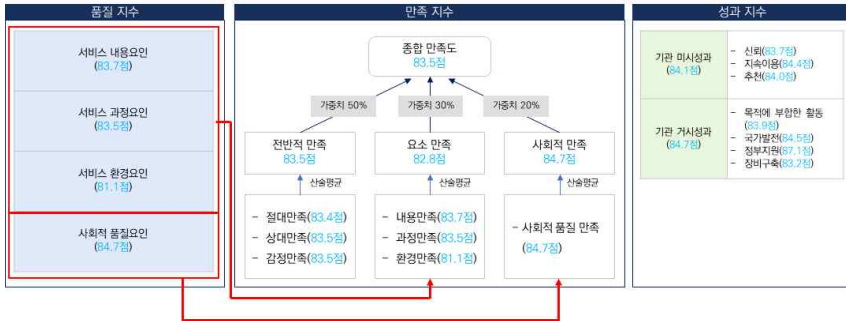 품질 지수
서비스 내용요인
(83.7점)
서비스 과정요인
(83.5점)
서비스 환경요인
(81.1점)
사회적 품질요인
(84.7점)
만족 지수
종합 만족도
83.5점
가중치 50%
가중치 30%
가중치 20%
전반적 만족
83.5점
요소 만족
82.8점
사회적 만족
84.7점
산술평균
산술평균
산술평균
- 절대만족(83.4점)
- 상대만족(83.5점)
- 감정만족(83.5점)
- 내용만족(83.7점)
- 과정만족(83.5점)
- 환경만족(81.1점)
- 사회적 품질 만족
(84.7점)
성과 지수
기관 미시성과
(84.1점)
- 신뢰(83.7점)
- 지속이용(84.4점)
- 추천(84.0점)
기관 거시성과
(84.7점)
- 목적에 부합한 활동
(83.9점)
- 국가발전(84.5점)
- 정부지원(87.1점)
- 장비구축(83.2점)